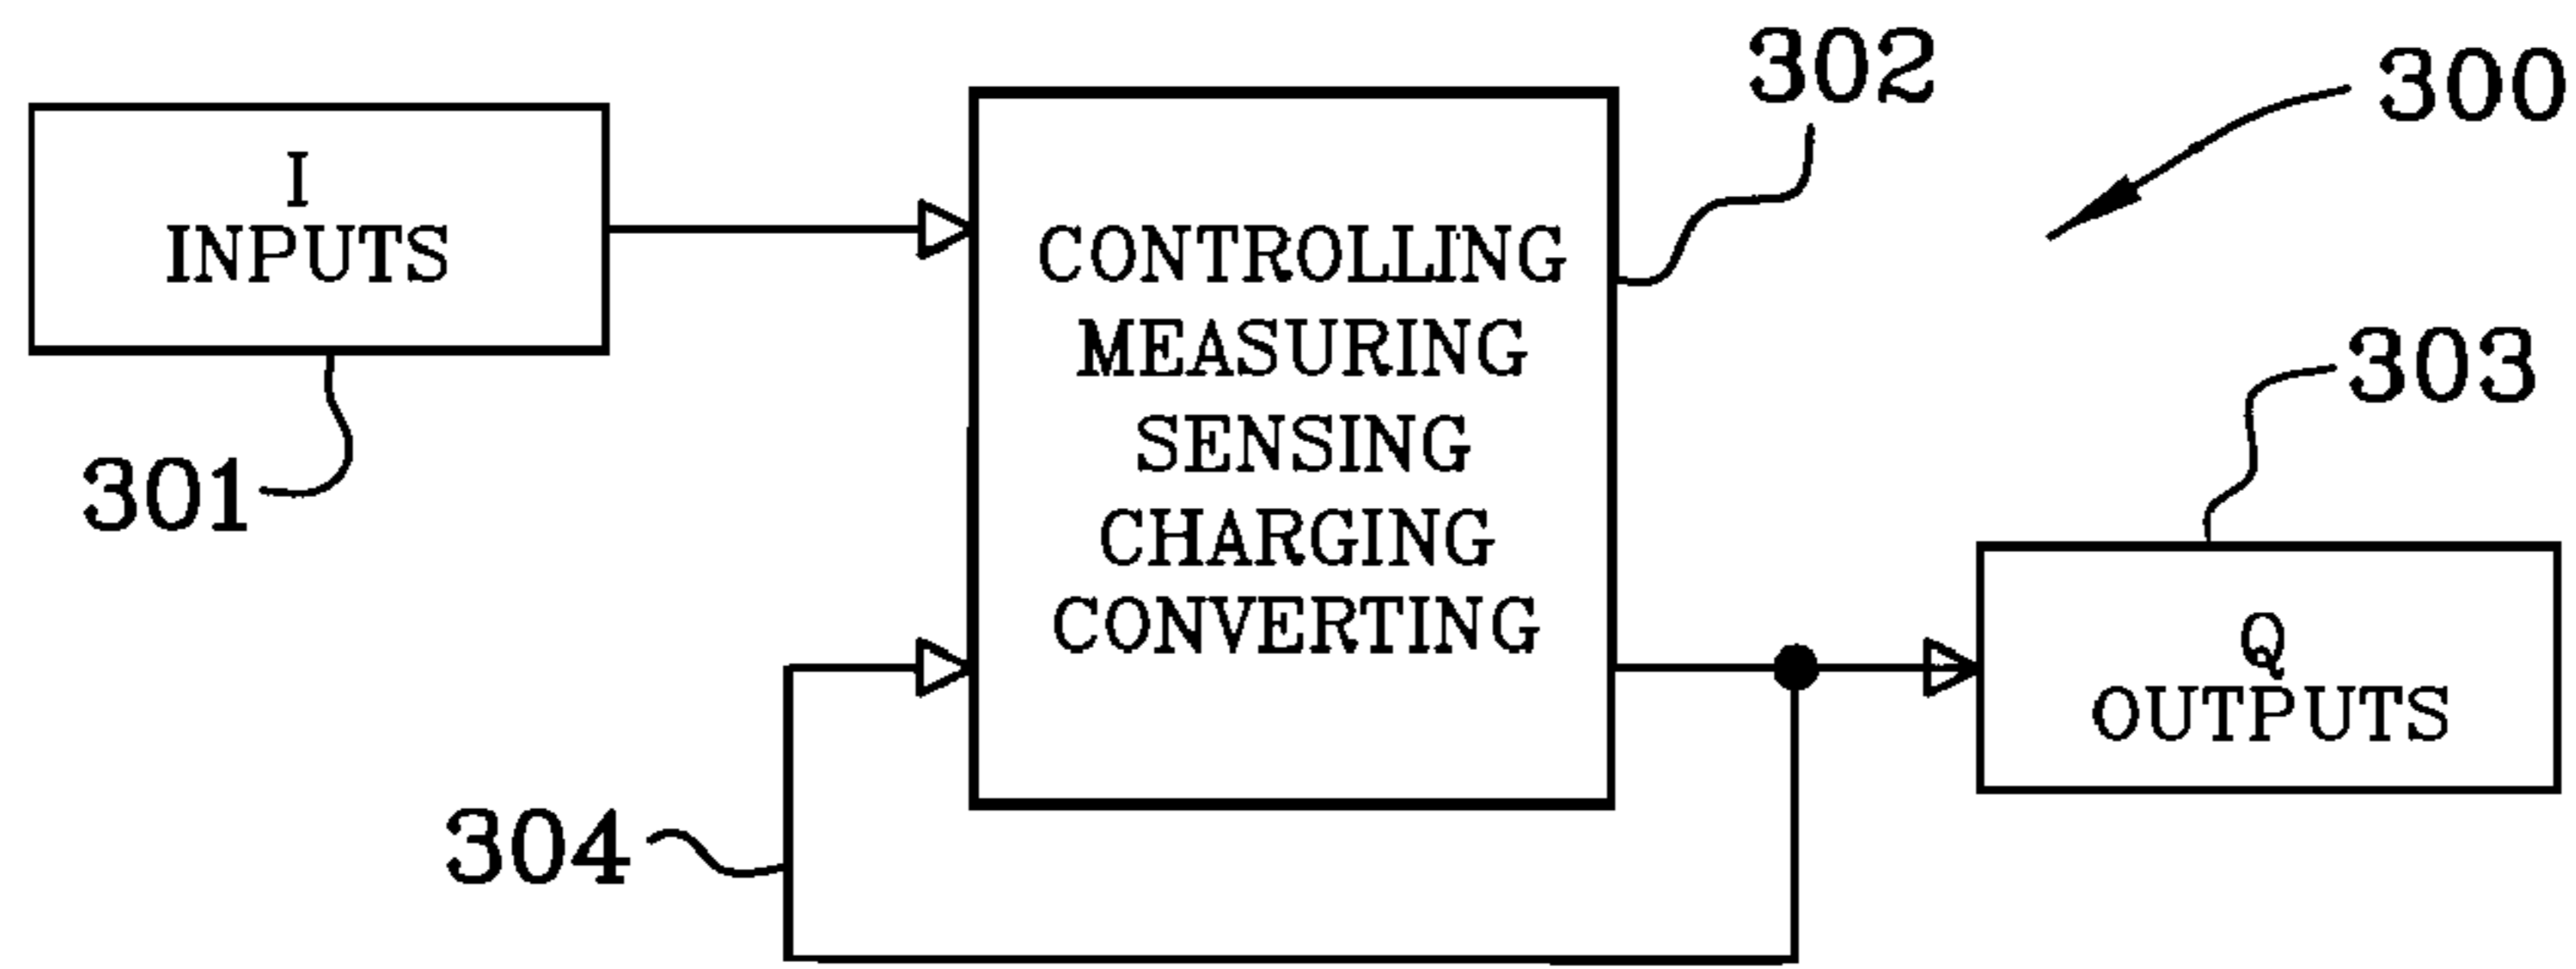 302
300
I
INPUTS
CONTROLLING
MEASURING
SENSING
CHARGING
CONVERTING
303
301
Q
OUTPUTS
304